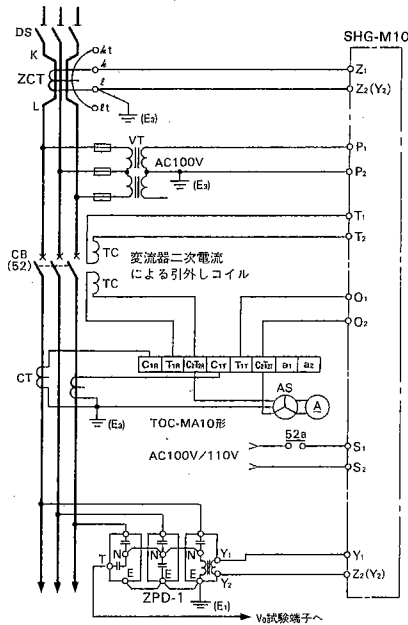 SHG-M10
DS
K
kt
k
ZCT
l
L
lt
(E3)
Z1
Z2(Y2)
VT
AC100V
(E3)
P1
P2
T1
T2
CB
(52)
TC
変流器二次電流
による引外しコイル
TC
O1
O2
C1R T1R C2T2R C1T T1T C2T2T a1 a2
CT
AS
A
(E3)
TOC-MA10形
AC100V/110V
52a
S1
S2
T
N
N
N
Y1
Y1
E
E
E
Y2
Z2(Y2)
ZPD-1
(E1)
V0試験端子へ